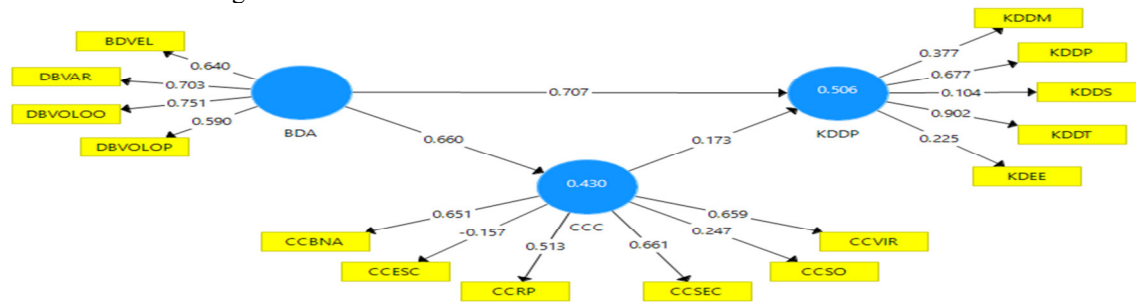 BDVEL
DBVAR
DBVOLOO
DBVOLOP
0.640
0.703
0.751
0.590
BDA
0.707
0.660
0.506
KDDP
0.173
KDDM
KDDP
KDDS
KDDT
KDEE
0.377
0.677
0.104
0.902
0.225
0.430
CCC
0.651
-0.157
0.513
0.661
0.247
0.659
CCBNA
CCESC
CCRP
CCSEC
CCSO
CCVIR